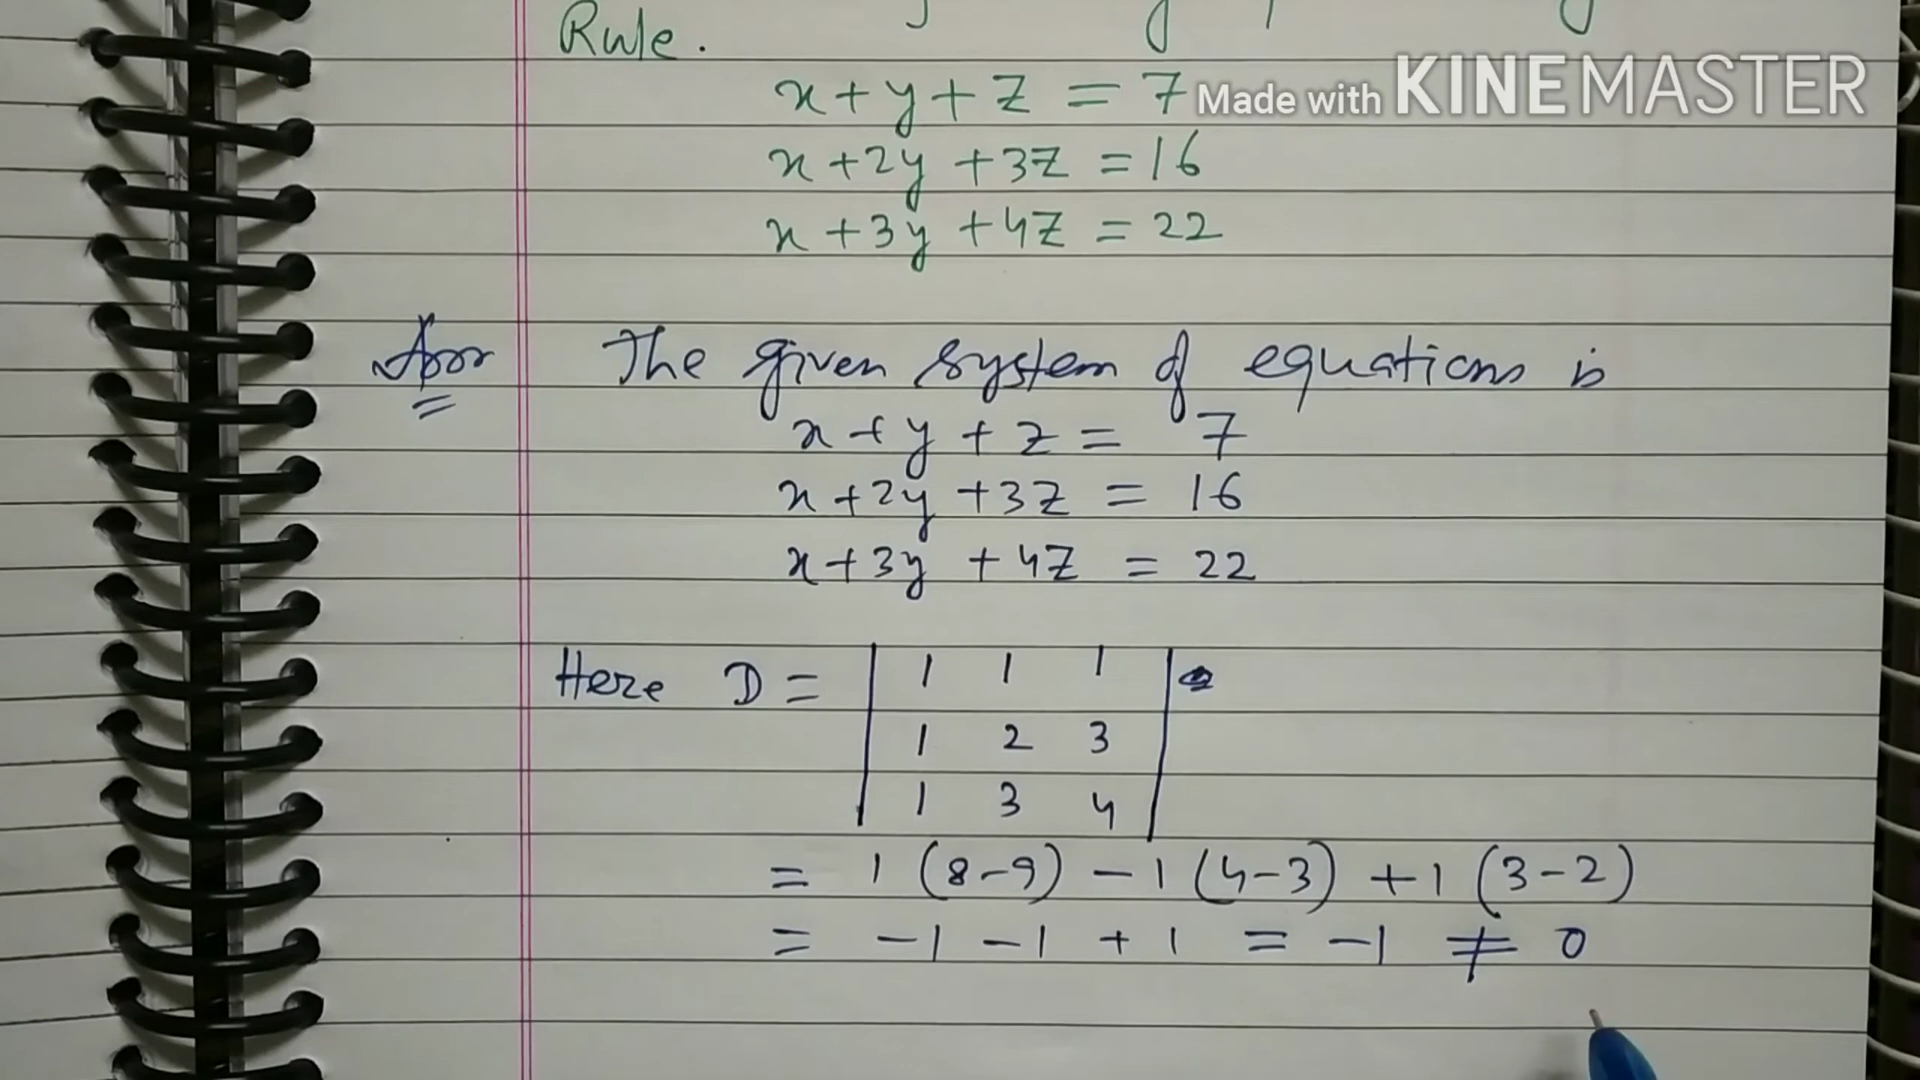 Rule.
x+y+z = 7
Made with KINEMASTER
x+2y+3z = 16
x+3y+4z = 22
The given system of equations is
x+y+z = 7
x+2y+3z = 16
x+3y+4z = 22
Here D = | 1 1 1 |
1 2 3
1 3 4
= 1 (8-9) -1 (4-3) +1 (3-2)
= -1 -1 + 1 = -1 ≠ 0